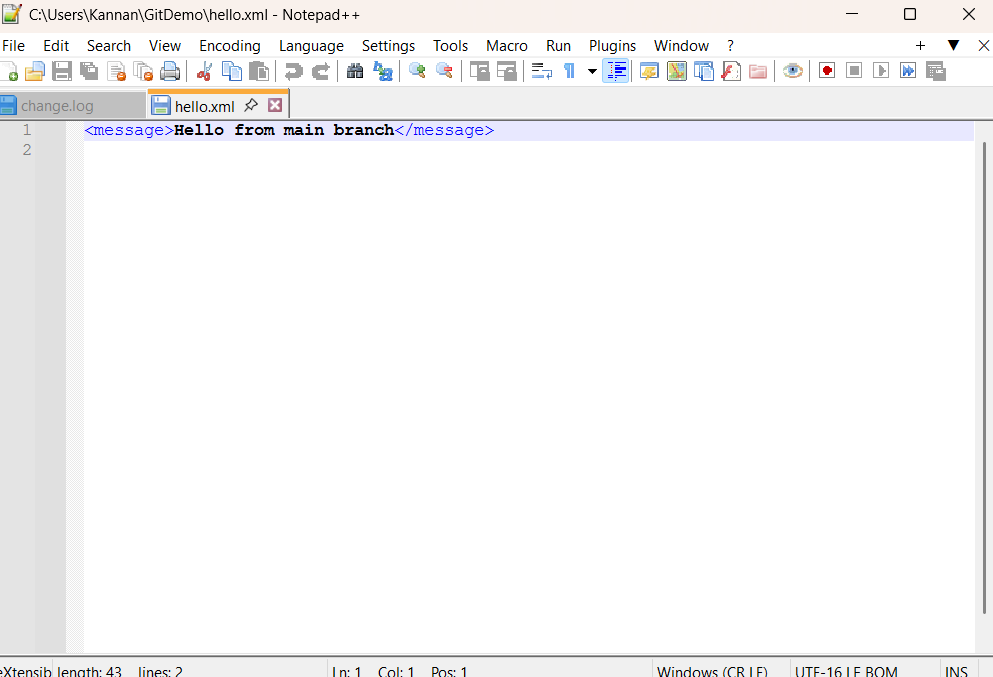 C:\Users\Kannan\GitDemo\hello.xml - Notepad++
File Edit Search View Encoding Language Settings Tools Macro Run Plugins Window ?
change.log hello.xml
1 <message>Hello from main branch</message>
2
eXtensib length: 43 lines: 2 Ln: 1 Col: 1 Pos: 1 Windows (CR LF) UTF-16 LE BOM INS